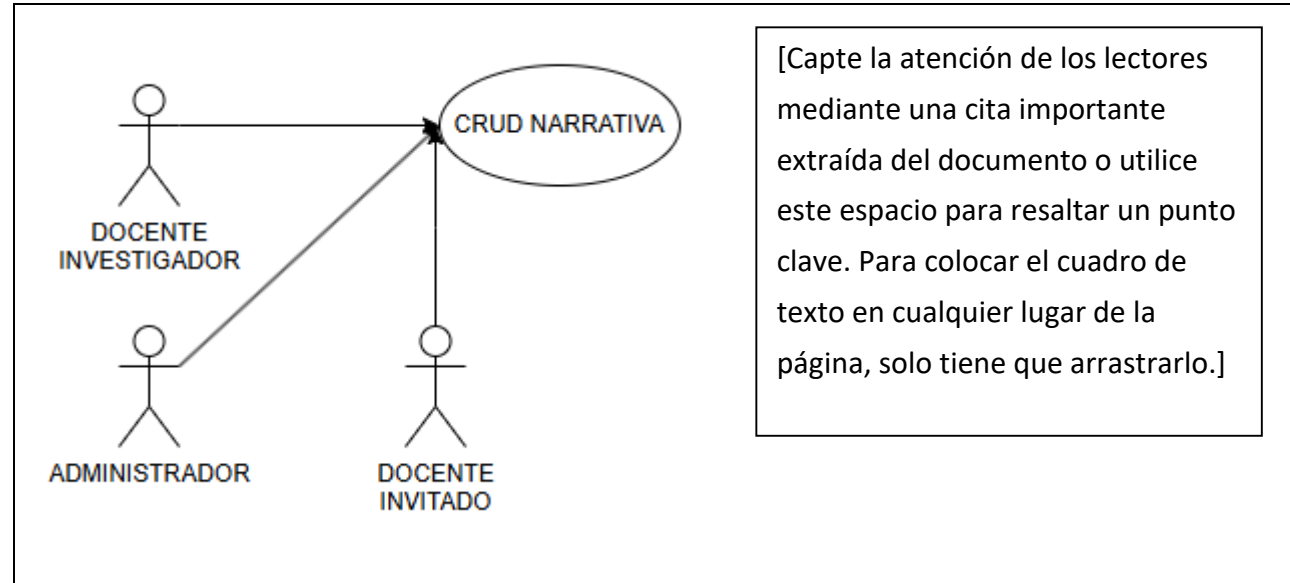 CRUD NARRATIVA
DOCENTE
INVESTIGADOR
ADMINISTRADOR
DOCENTE
INVITADO
[Capte la atención de los lectores
mediante una cita importante
extraída del documento o utilice
este espacio para resaltar un punto
clave. Para colocar el cuadro de
texto en cualquier lugar de la
página, solo tiene que arrastrarlo.]